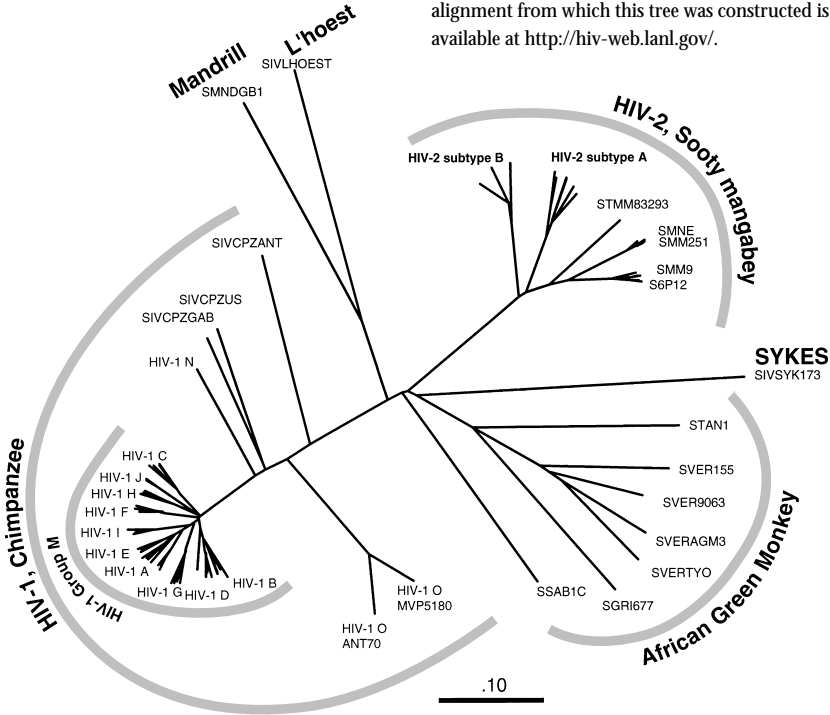 alignment from which this tree was constructed is
available at http://hiv-web.lanl.gov/.
Mandrill
L'hoest
SIVLHOEST
SMNDGB1
HIV-2, Sooty mangabey
HIV-2 subtype B
HIV-2 subtype A
STMM83293
SMNE
SMM251
SMM9
S6P12
SIVCPZANT
SIVCPZUS
SIVCPZGAB
HIV-1 N
SYKES
SIVSYK173
STAN1
SVER155
SVER9063
SVERAGM3
SVERTYO
SGRI677
SSAB1C
African Green Monkey
HIV-1, Chimpanzee
HIV-1 Group M
HIV-1 C
HIV-1 J
HIV-1 H
HIV-1 F
HIV-1 I
HIV-1 E
HIV-1 A
HIV-1 G
HIV-1 D
HIV-1 B
HIV-1 O
MVP5180
HIV-1 O
ANT70
.10